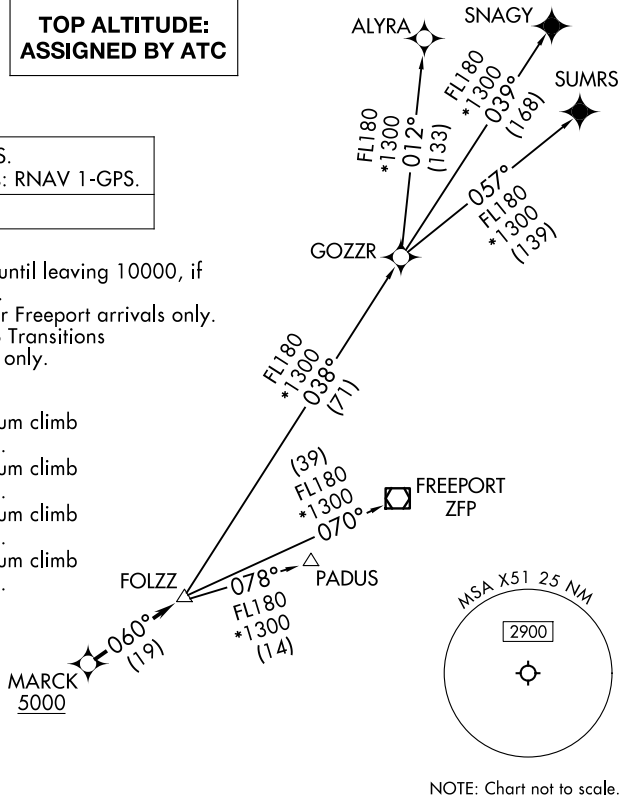 TOP ALTITUDE:
ASSIGNED BY ATC
S.
s: RNAV 1-GPS.
until leaving 10000, if
.
r Freeport arrivals only.
Transitions
only.
um climb
.
um climb
.
um climb
.
um climb
.
ALYRA
SNAGY
SUMRS
FL180
*1300
012°
(133)
FL180
*1300
039°
(168)
057°
FL180
*1300
(139)
GOZZR
FL180
*1300
038°
(71)
(39)
FL180
*1300
070°
FREEPORT
ZFP
FOLZZ
078°
FL180
*1300
(14)
PADUS
060°
(19)
MARCK
5000
MSA X51 25 NM
2900
NOTE: Chart not to scale.